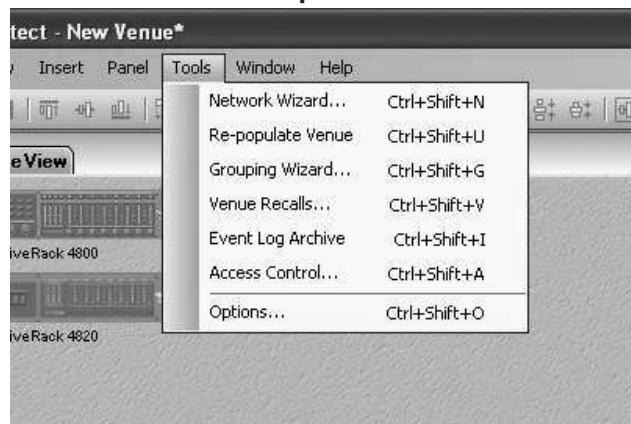 tect - New Venue*
Insert Panel Tools Window Help
Network Wizard... Ctrl+Shift+N
Re-populate Venue Ctrl+Shift+U
Grouping Wizard... Ctrl+Shift+G
Venue Recalls... Ctrl+Shift+V
Event Log Archive Ctrl+Shift+I
Access Control... Ctrl+Shift+A
Options... Ctrl+Shift+O
e View
iveRack 4800
iveRack 4820